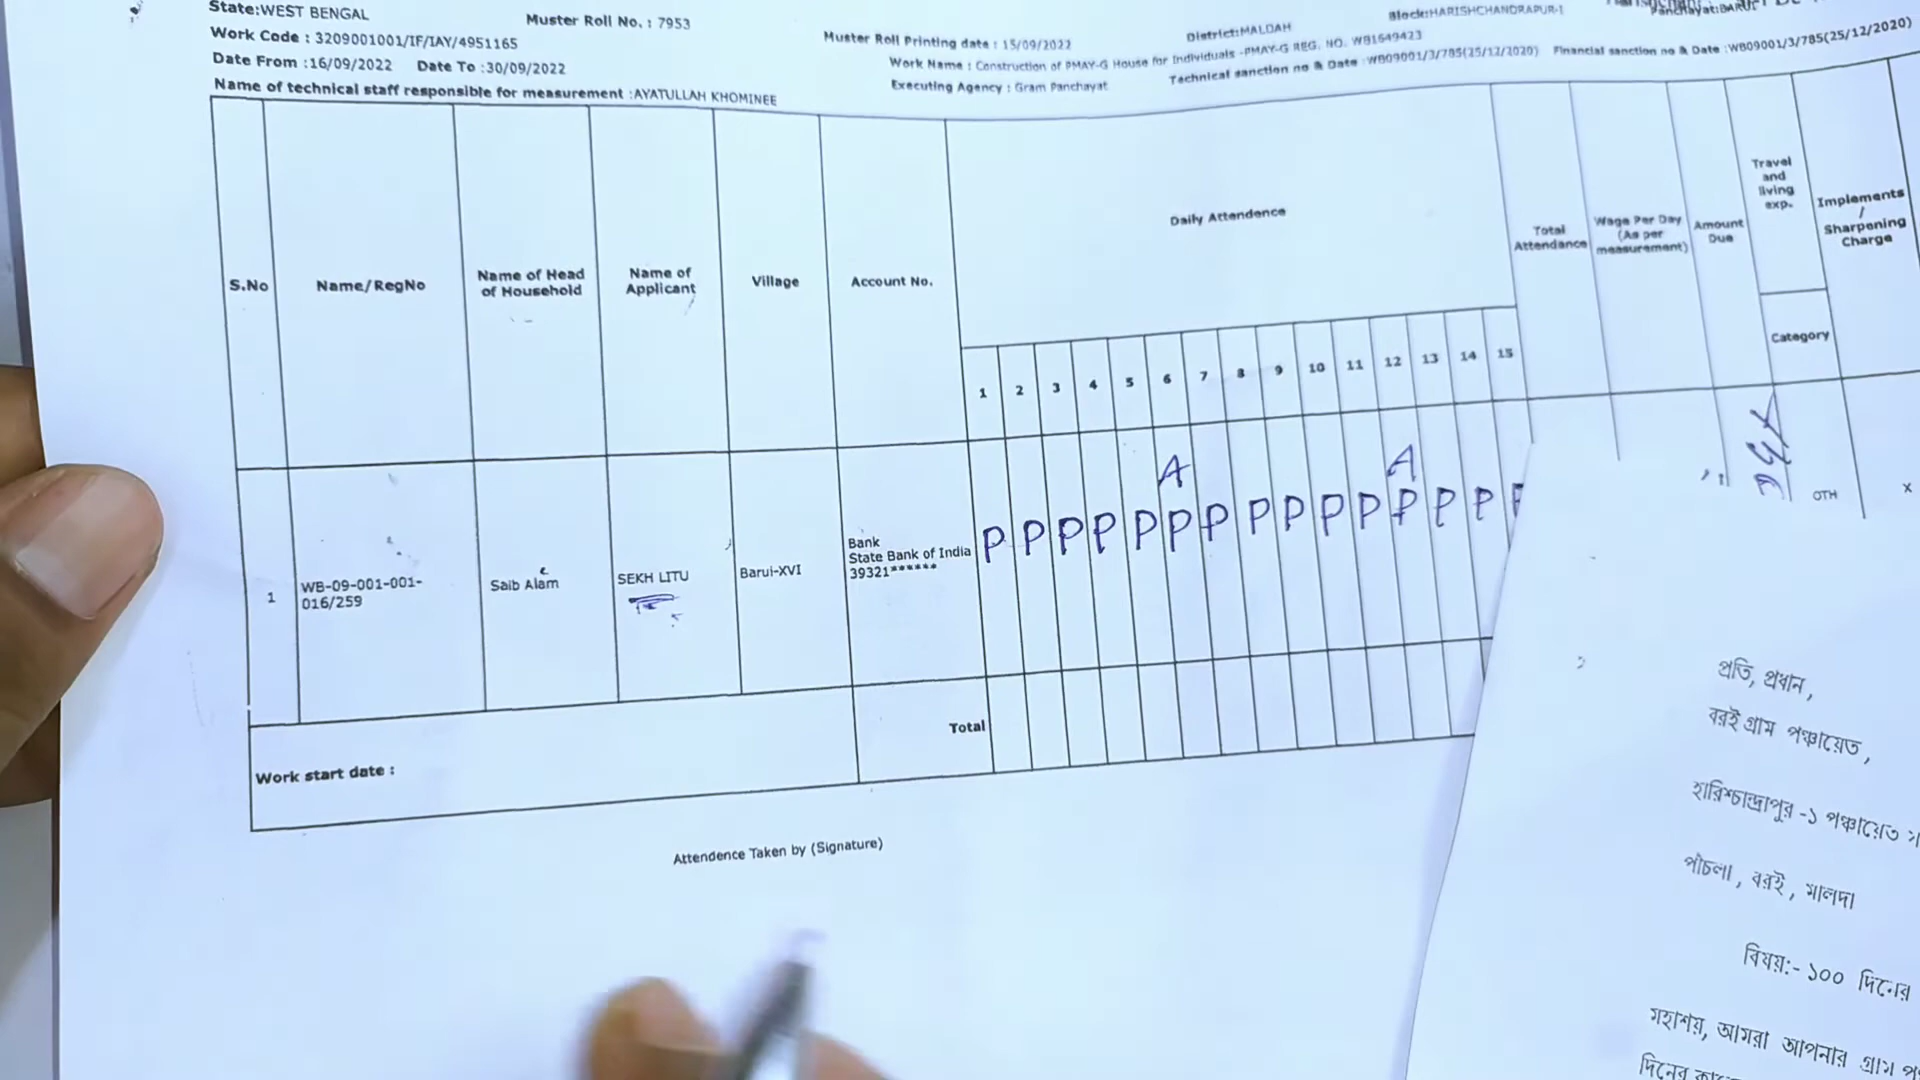 State:WEST BENGAL
Muster Roll No. : 7953
Muster Roll Printing date : 15/09/2022
District:MALDAH
Block:HARISHCHANDRAPUR-1
Panchayat:BARUI
Work Code : 3209001001/IF/IAY/4951165
Work Name : Construction of PMAY-G House for Individuals -PMAY-G REG. NO. WB1649423
Date From :16/09/2022 Date To :30/09/2022
Executing Agency : Gram Panchayat
Technical sanction no & Date :WB09001/3/785(25/12/2020) Financial sanction no & Date :WB09001/3/785(25/12/2020)
Name of technical staff responsible for measurement :AYATULLAH KHOMINEE
S.No
Name/RegNo
Name of Head
of Household
Name of
Applicant
Village
Account No.
Daily Attendence
Total
Attendance
Wage Per Day
(As per
measurement)
Amount
Due
Travel
and
living
exp.
Category
Implements
/
Sharpening
Charge
1 2 3 4 5 6 7 8 9 10 11 12 13 14 15
A A
P P P P P P P P P P P P P P P
1
WB-09-001-001-
016/259
Saib Alam
SEKH LITU
Barui-XVI
Bank
State Bank of India
39321******
OTH
X
Total
Work start date :
Attendence Taken by (Signature)
প্রতি, প্রধান,
বরই গ্রাম পঞ্চায়েত,
হারিশ্চান্দ্রাপুর -১ পঞ্চায়েত
পাঁচলা, বরই, মালদা
বিষয়:- ১০০ দিনের
মহাশয়, আমরা আপনার গ্রাম
দিনের